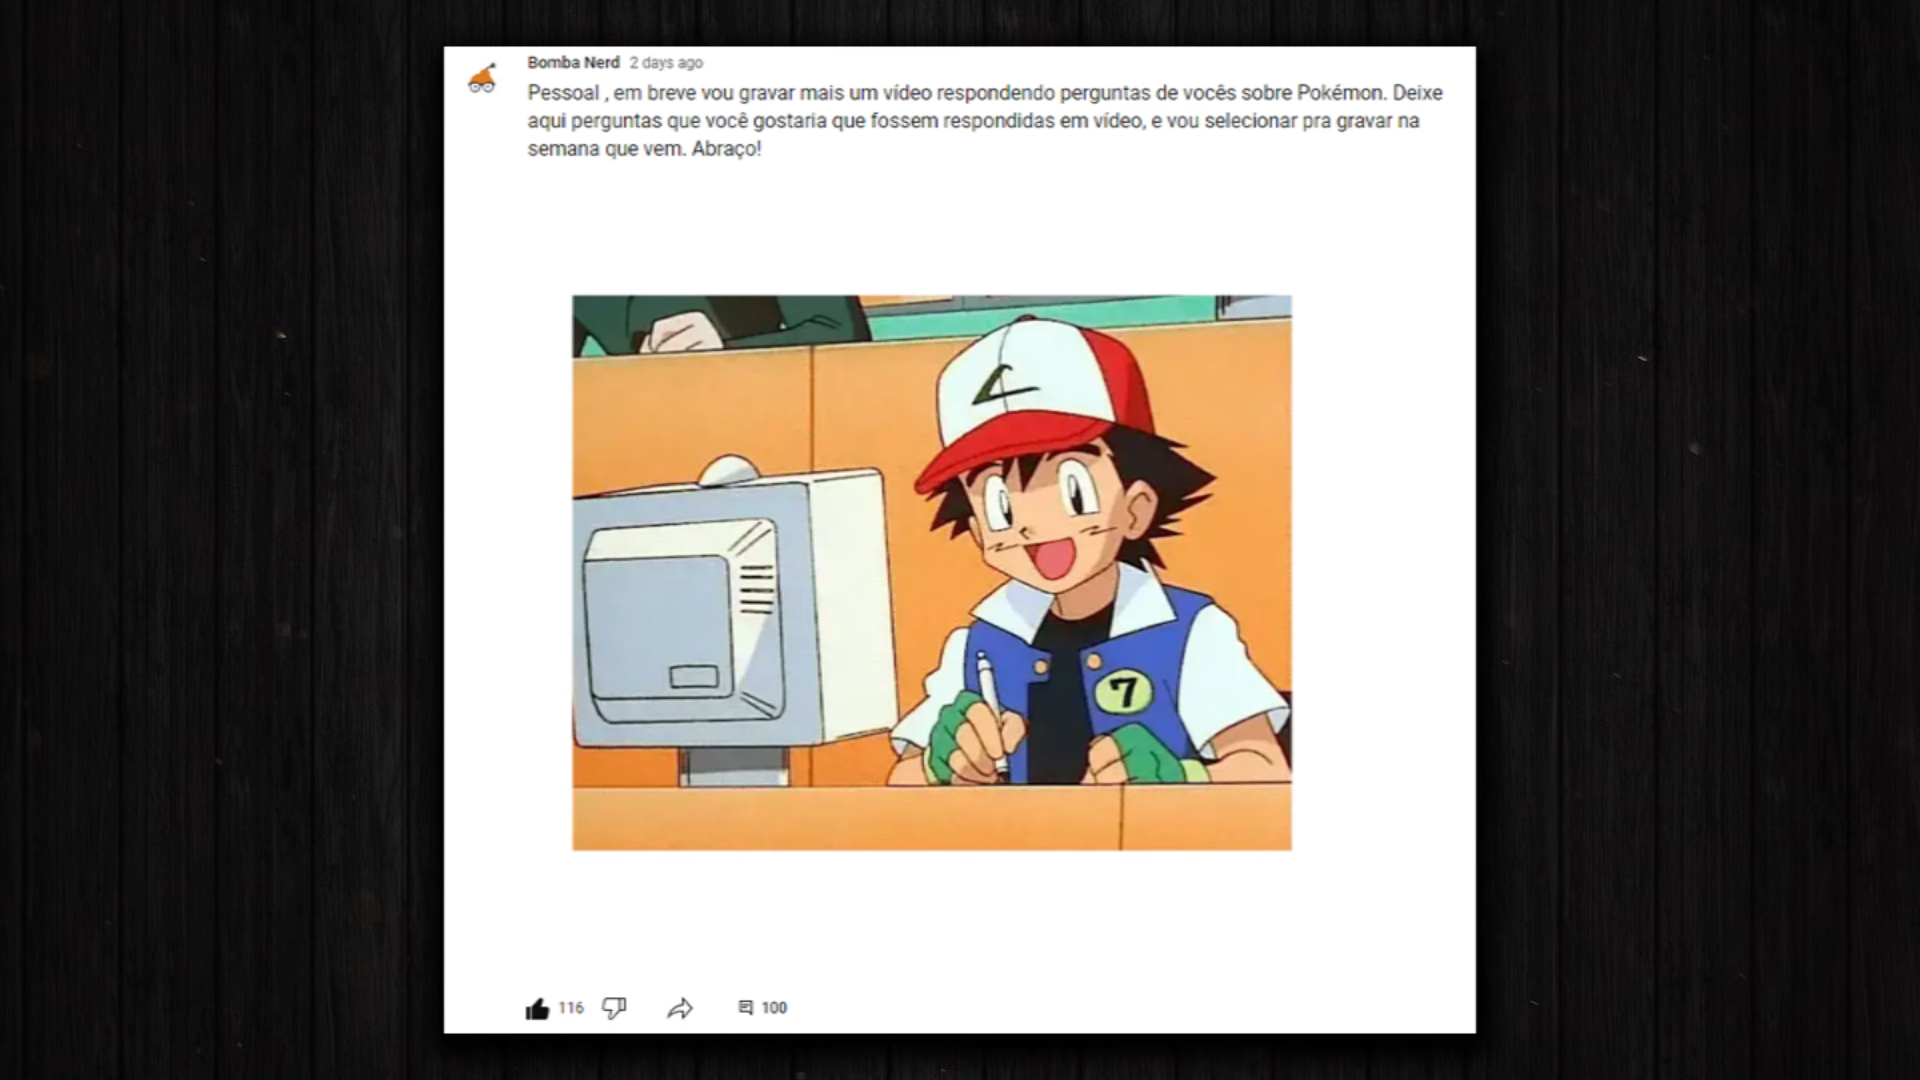 Bomba Nerd 2 days ago
Pessoal , em breve vou gravar mais um vídeo respondendo perguntas de vocês sobre Pokémon. Deixe
aqui perguntas que você gostaria que fossem respondidas em vídeo, e vou selecionar pra gravar na
semana que vem. Abraço!
7
116 100